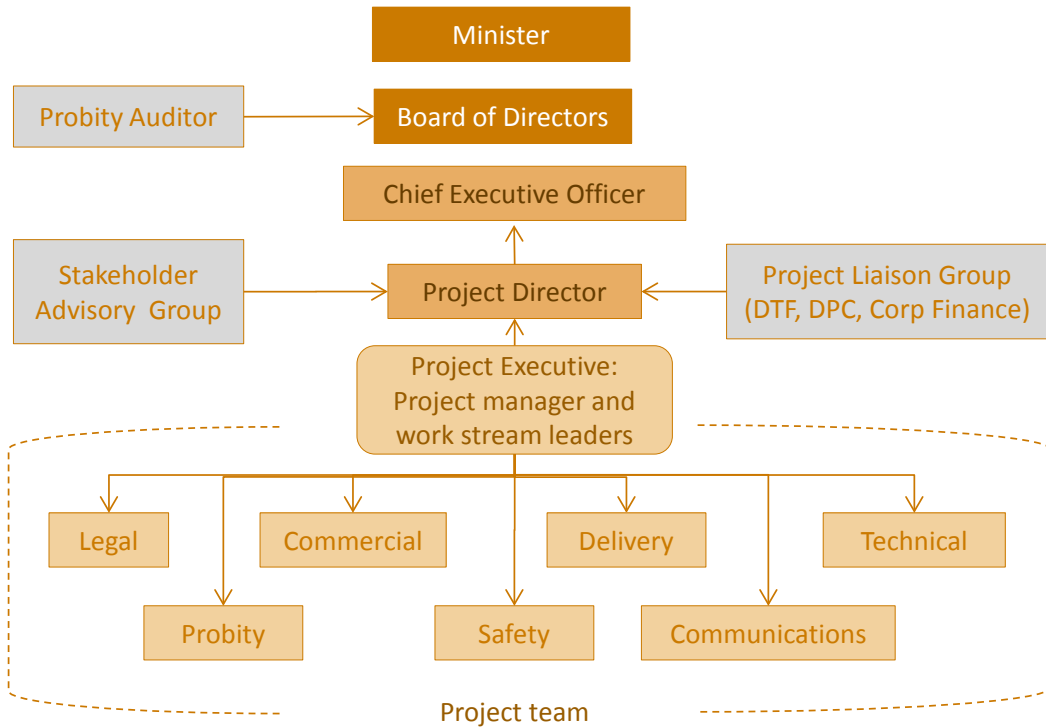 Minister
Probity Auditor
Board of Directors
Chief Executive Officer
Stakeholder
Advisory Group
Project Director
Project Liaison Group
(DTF, DPC, Corp Finance)
Project Executive:
Project manager and
work stream leaders
Legal
Commercial
Delivery
Technical
Probity
Safety
Communications
Project team